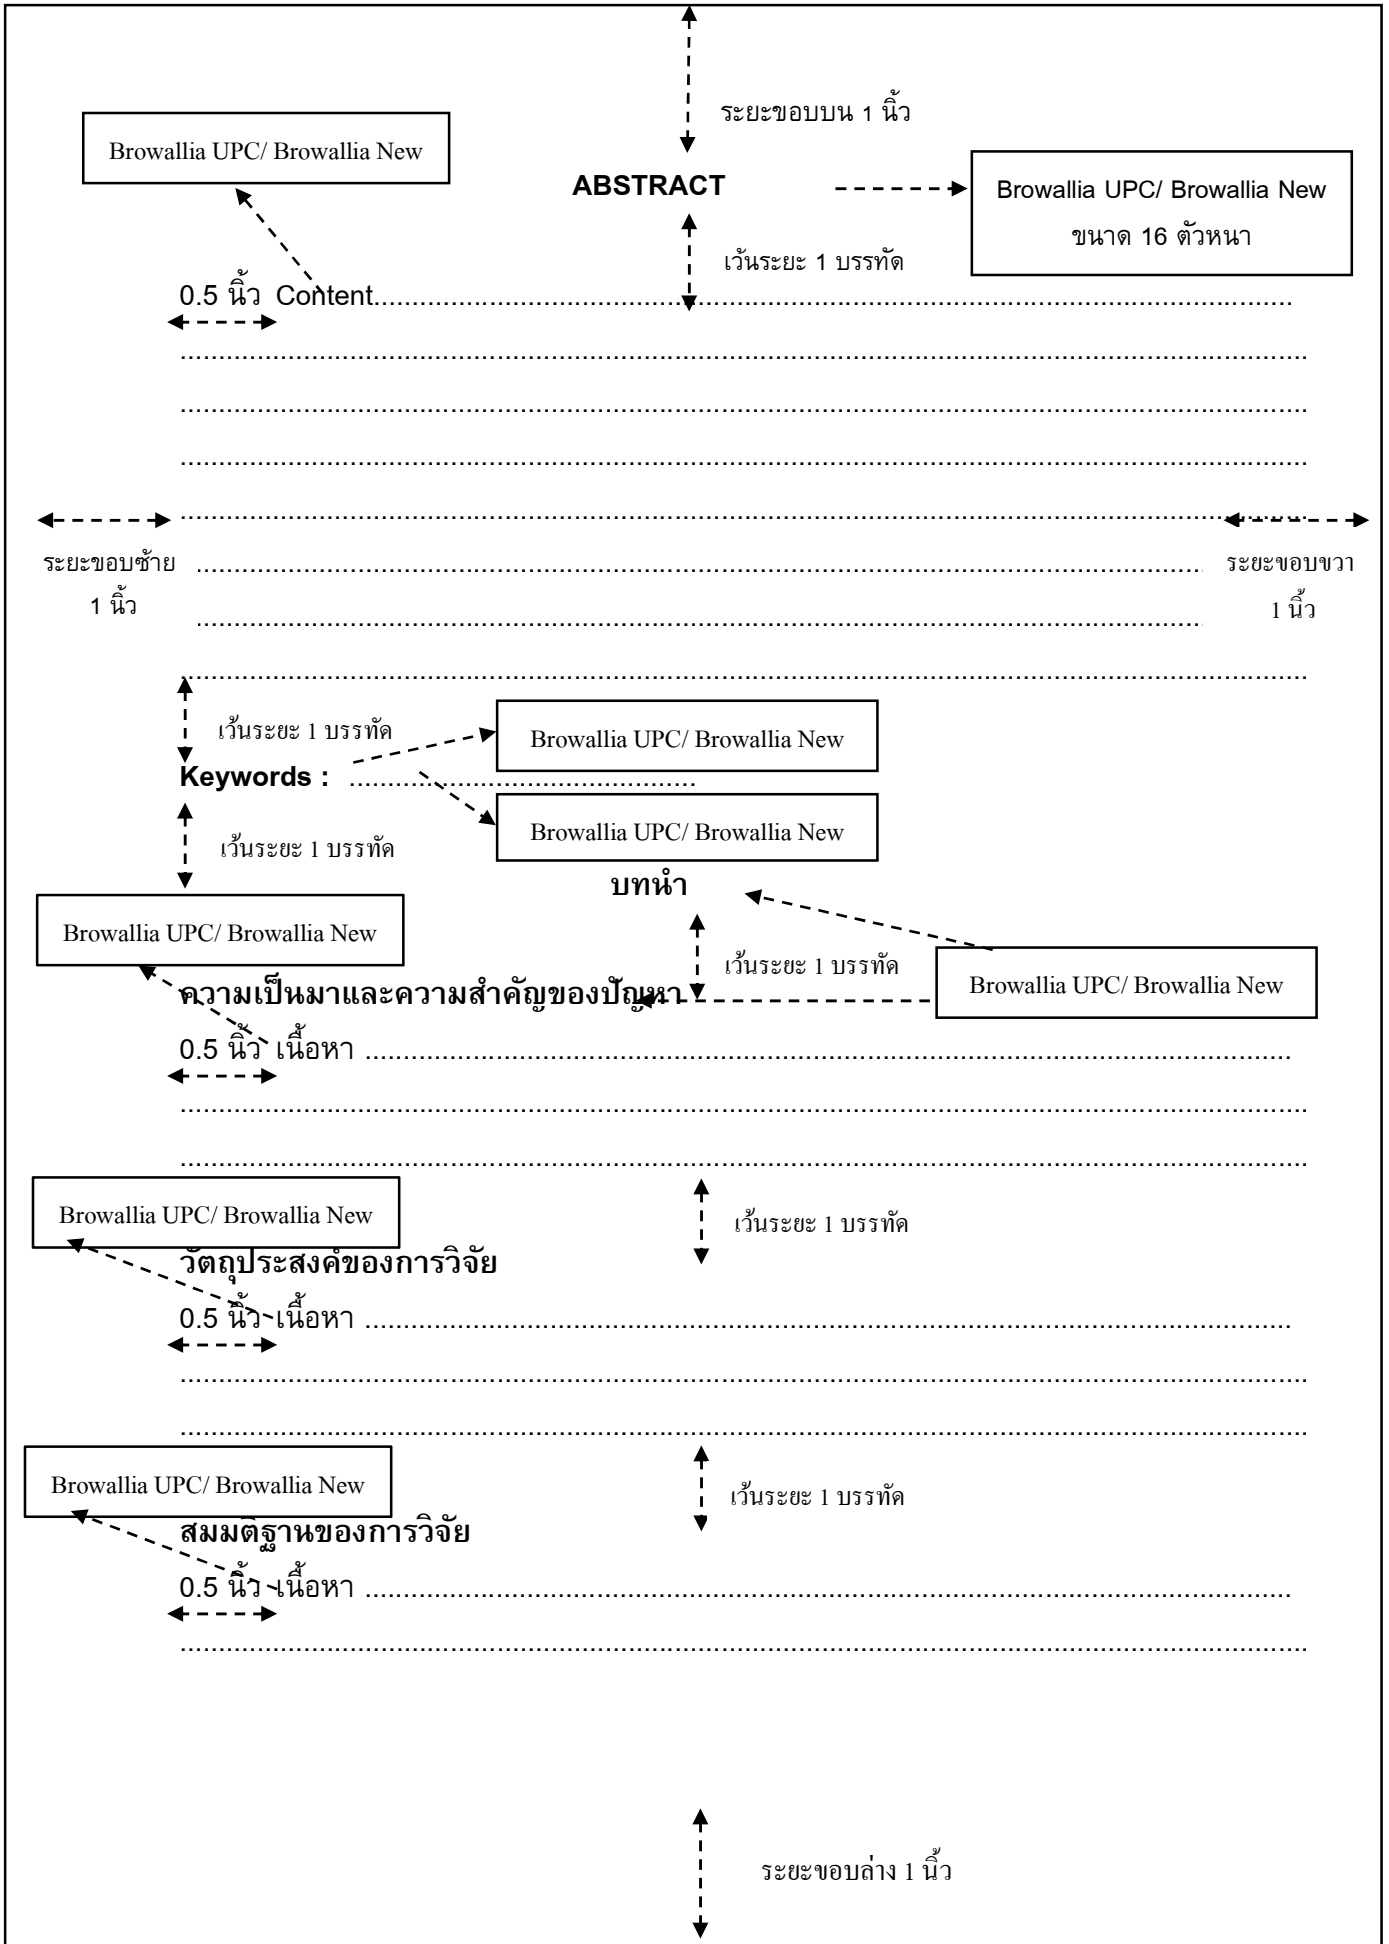 ระยะขอบบน 1 นิ้ว
Browallia UPC/ Browallia New
ABSTRACT
Browallia UPC/ Browallia New
ขนาด 16 ตัวหนา
เว้นระยะ 1 บรรทัด
0.5 นิ้ว Content..........................................................................................................................
....................................................................................................................................................
....................................................................................................................................................
....................................................................................................................................................
....................................................................................................................................................
ระยะขอบซ้าย
1 นิ้ว
....................................................................................................................................
....................................................................................................................................
ระยะขอบขวา
1 นิ้ว
....................................................................................................................................................
เว้นระยะ 1 บรรทัด
Browallia UPC/ Browallia New
Keywords : .............................................
Browallia UPC/ Browallia New
เว้นระยะ 1 บรรทัด
บทนำ
Browallia UPC/ Browallia New
เว้นระยะ 1 บรรทัด
Browallia UPC/ Browallia New
ความเป็นมาและความสำคัญของปัญหา
0.5 นิ้ว เนื้อหา ..........................................................................................................................
....................................................................................................................................................
....................................................................................................................................................
Browallia UPC/ Browallia New
เว้นระยะ 1 บรรทัด
วัตถุประสงค์ของการวิจัย
0.5 นิ้ว เนื้อหา ..........................................................................................................................
....................................................................................................................................................
....................................................................................................................................................
Browallia UPC/ Browallia New
เว้นระยะ 1 บรรทัด
สมมติฐานของการวิจัย
0.5 นิ้ว เนื้อหา ..........................................................................................................................
....................................................................................................................................................
ระยะขอบล่าง 1 นิ้ว